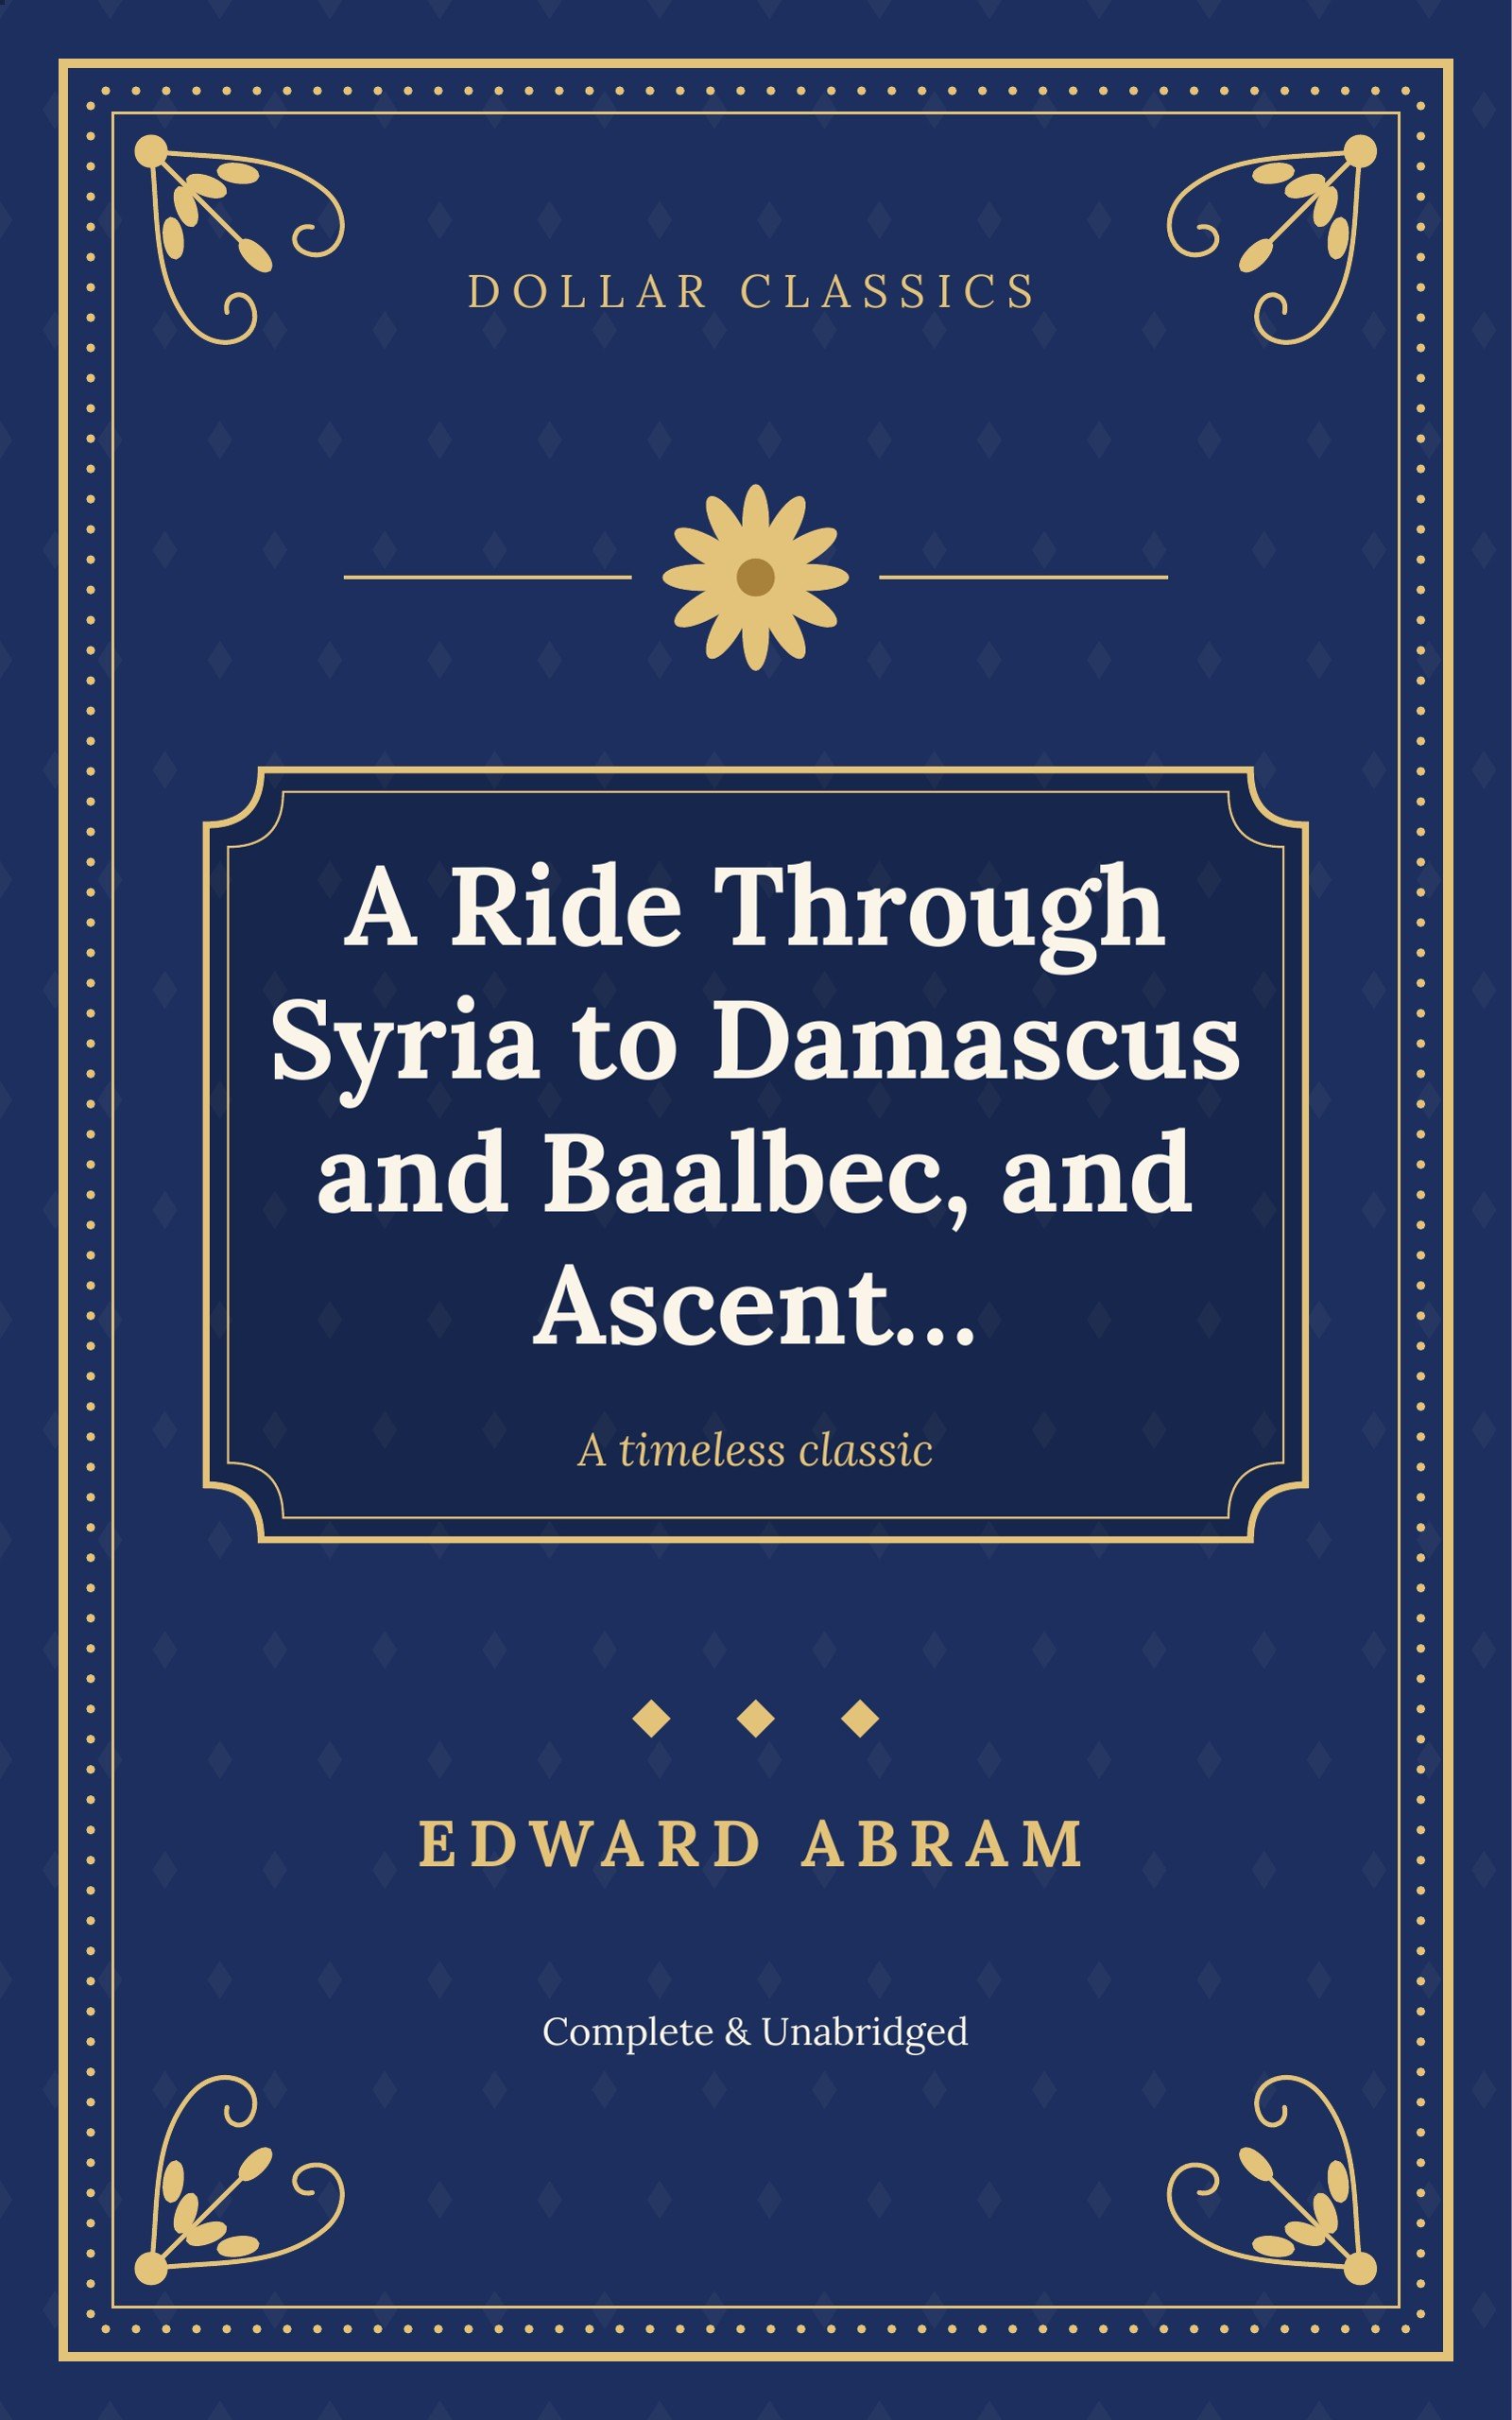 DOLLAR CLASSICS
A Ride Through
Syria to Damascus
and Baalbec, and
Ascent...
A timeless classic
EDWARD ABRAM
Complete & Unabridged